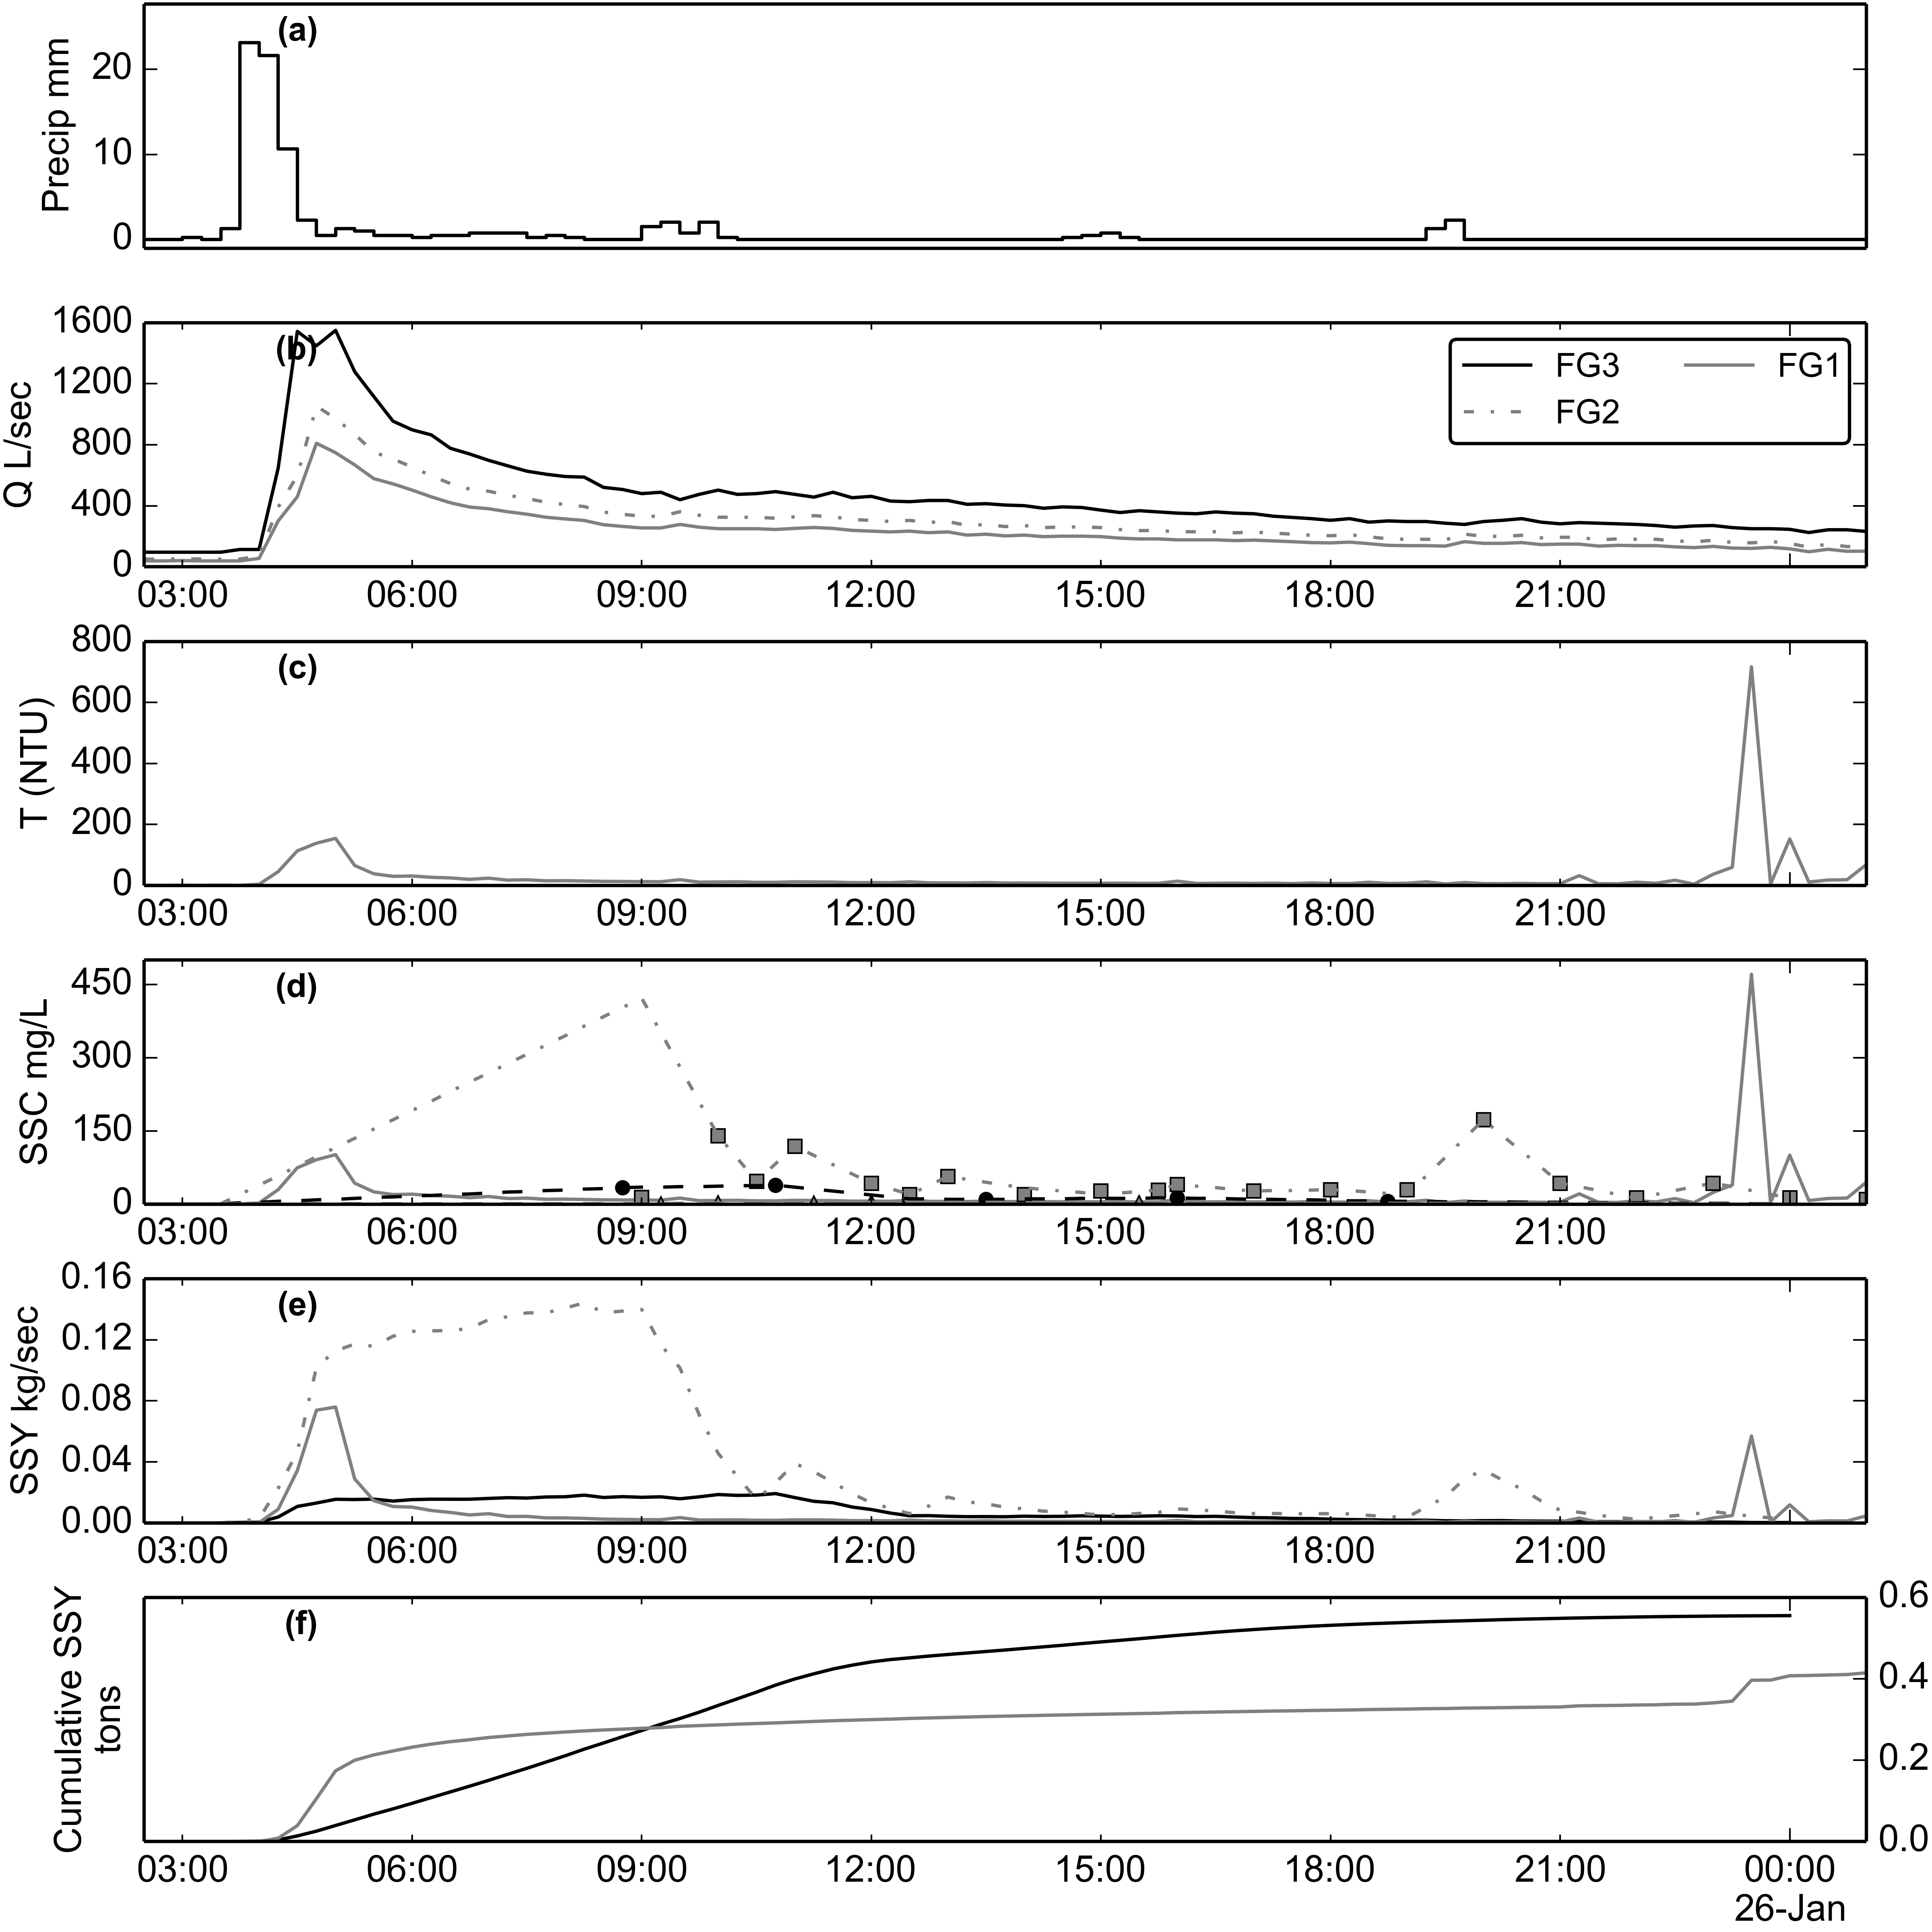 (a)
Precip mm
20
10
0
(b)
Q L/sec
1600
1200
800
400
0
FG3 FG1
FG2
03:00 06:00 09:00 12:00 15:00 18:00 21:00
(c)
T (NTU)
800
600
400
200
0
03:00 06:00 09:00 12:00 15:00 18:00 21:00
(d)
SSC mg/L
450
300
150
0
03:00 06:00 09:00 12:00 15:00 18:00 21:00
(e)
SSY kg/sec
0.16
0.12
0.08
0.04
0.00
03:00 06:00 09:00 12:00 15:00 18:00 21:00
(f)
Cumulative SSY
tons
0.6
0.4
0.2
0.0
03:00 06:00 09:00 12:00 15:00 18:00 21:00 00:00
26-Jan